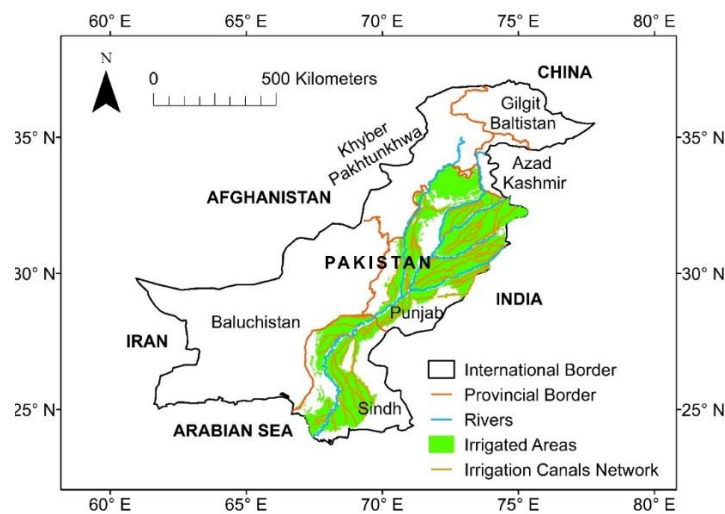 60° E 65° E 70° E 75° E 80° E
N
0 500 Kilometers
CHINA
Gilgit
Baltistan
35° N
35° N
Khyber
Pakhtunkhwa
Azad
Kashmir
AFGHANISTAN
PAKISTAN
30° N
30° N
INDIA
Punjab
Baluchistan
IRAN
International Border
Provincial Border
Rivers
Irrigated Areas
Irrigation Canals Network
Sindh
25° N
25° N
ARABIAN SEA
60° E 65° E 70° E 75° E 80° E